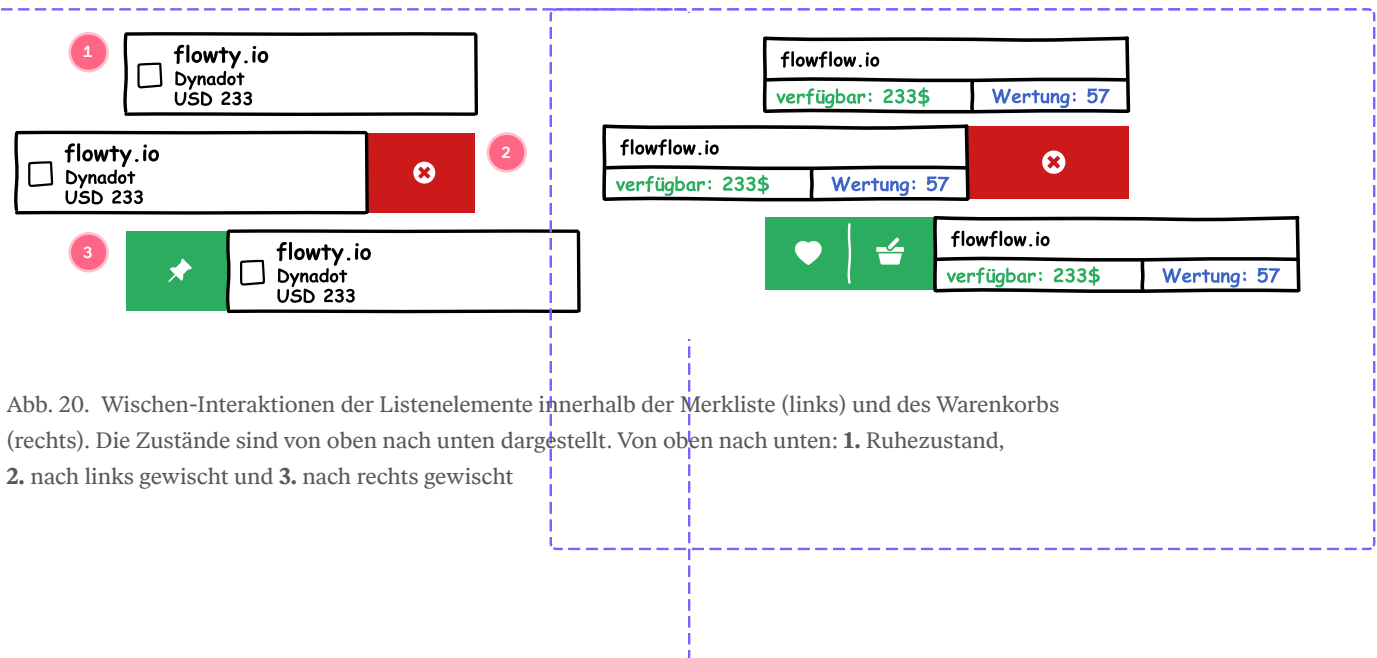 1
flowty.io
Dynadot
USD 233
flowty.io
Dynadot
USD 233
2
3
flowty.io
Dynadot
USD 233
flowflow.io
verfügbar: 233$ Wertung: 57
flowflow.io
verfügbar: 233$ Wertung: 57
flowflow.io
verfügbar: 233$ Wertung: 57
Abb. 20. Wischen-Interaktionen der Listenelemente innerhalb der Merkliste (links) und des Warenkorbs
(rechts). Die Zustände sind von oben nach unten dargestellt. Von oben nach unten: 1. Ruhezustand,
2. nach links gewischt und 3. nach rechts gewischt